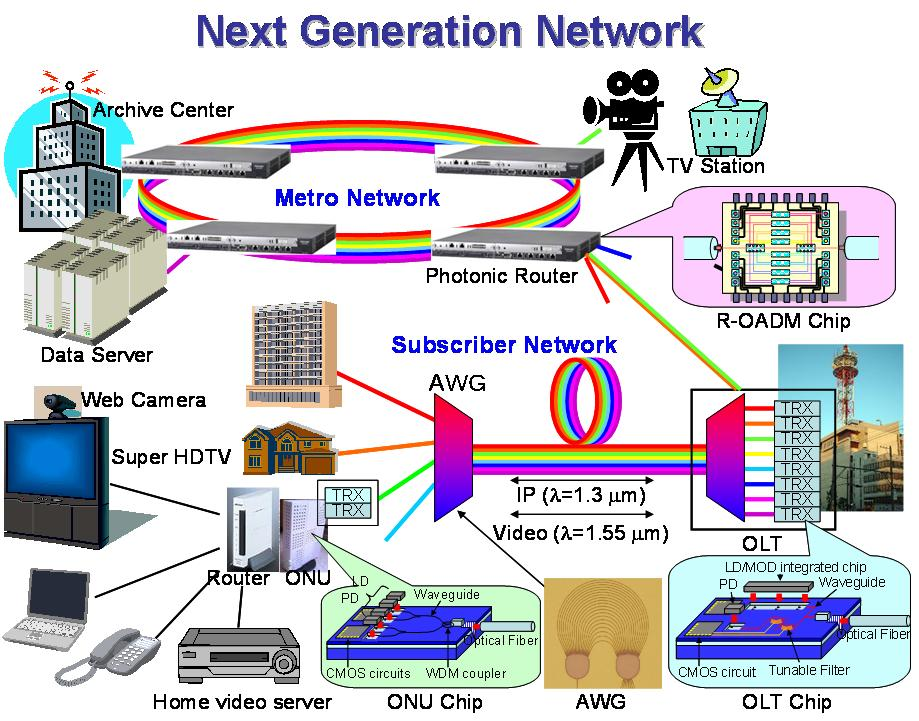 Next Generation Network
Archive Center
TV Station
Metro Network
Photonic Router
R-OADM Chip
Data Server
Subscriber Network
AWG
Web Camera
Super HDTV
TRX
TRX
TRX
TRX
TRX
TRX
TRX
TRX
TRX
TRX
IP (λ=1.3 μm)
Video (λ=1.55 μm)
OLT
Router
ONU
LD
PD
Waveguide
Optical Fiber
CMOS circuits
WDM coupler
LD/MOD integrated chip
PD
Waveguide
Optical Fiber
CMOS circuit
Tunable Filter
Home video server
ONU Chip
AWG
OLT Chip